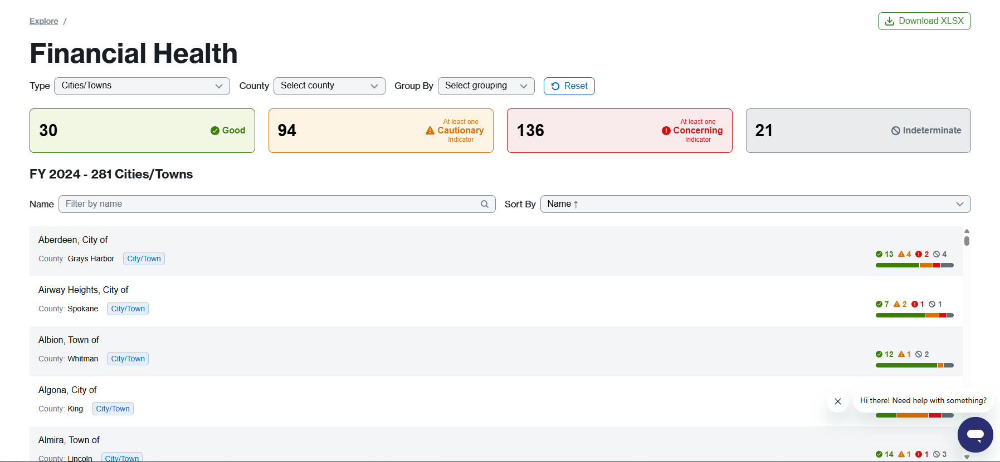 Explore /
Download XLSX
Financial Health
Type Cities/Towns County Select county Group By Select grouping Reset
30 Good
94 At least one Cautionary Indicator
136 At least one Concerning Indicator
21 Indeterminate
FY 2024 - 281 Cities/Towns
Name Filter by name Sort By Name ↑
Aberdeen, City of
County: Grays Harbor City/Town
13 4 2 4
Airway Heights, City of
County: Spokane City/Town
7 2 1 1
Albion, Town of
County: Whitman City/Town
12 1 2
Algona, City of
County: King City/Town
Hi there! Need help with something?
Almira, Town of
County: Lincoln City/Town
14 1 1 3